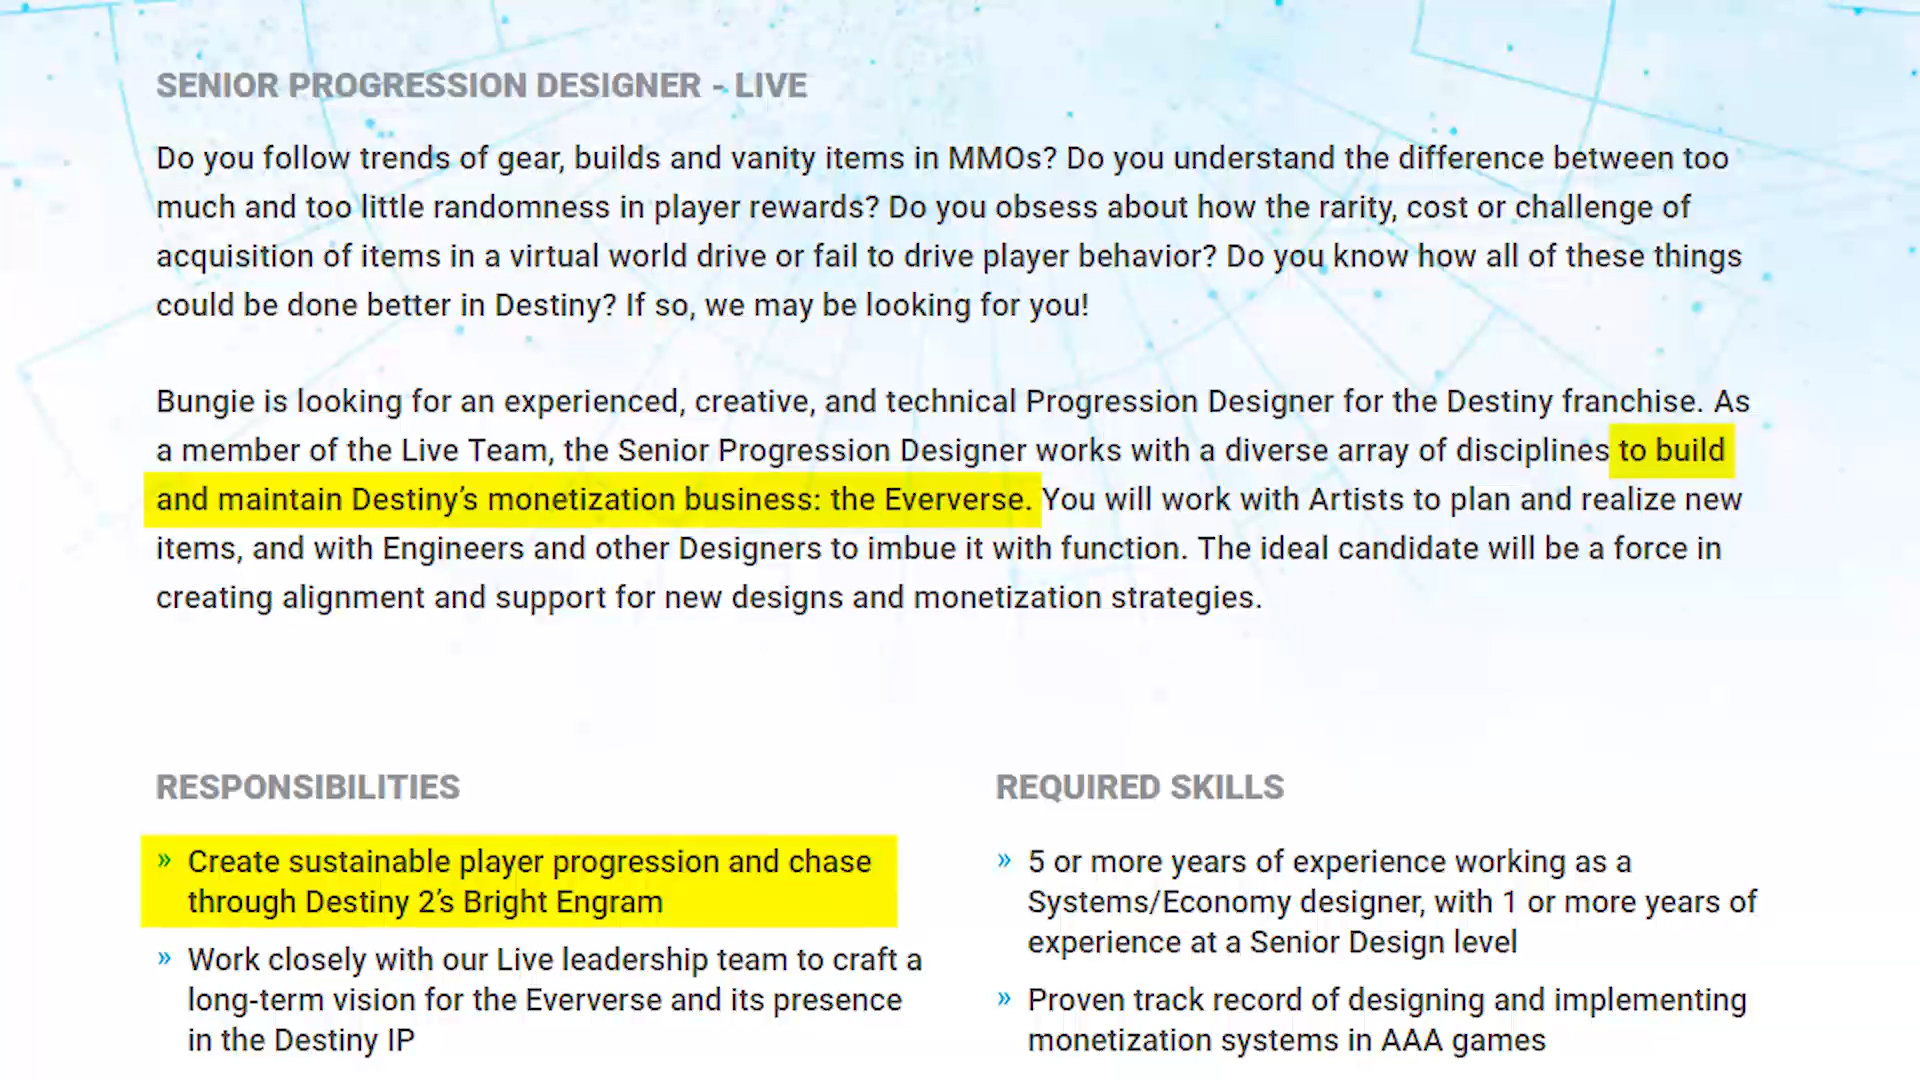 SENIOR PROGRESSION DESIGNER - LIVE
Do you follow trends of gear, builds and vanity items in MMOs? Do you understand the difference between too
much and too little randomness in player rewards? Do you obsess about how the rarity, cost or challenge of
acquisition of items in a virtual world drive or fail to drive player behavior? Do you know how all of these things
could be done better in Destiny? If so, we may be looking for you!
Bungie is looking for an experienced, creative, and technical Progression Designer for the Destiny franchise. As
a member of the Live Team, the Senior Progression Designer works with a diverse array of disciplines to build
and maintain Destiny’s monetization business: the Eververse. You will work with Artists to plan and realize new
items, and with Engineers and other Designers to imbue it with function. The ideal candidate will be a force in
creating alignment and support for new designs and monetization strategies.
RESPONSIBILITIES
» Create sustainable player progression and chase
through Destiny 2’s Bright Engram
» Work closely with our Live leadership team to craft a
long-term vision for the Eververse and its presence
in the Destiny IP
REQUIRED SKILLS
» 5 or more years of experience working as a
Systems/Economy designer, with 1 or more years of
experience at a Senior Design level
» Proven track record of designing and implementing
monetization systems in AAA games